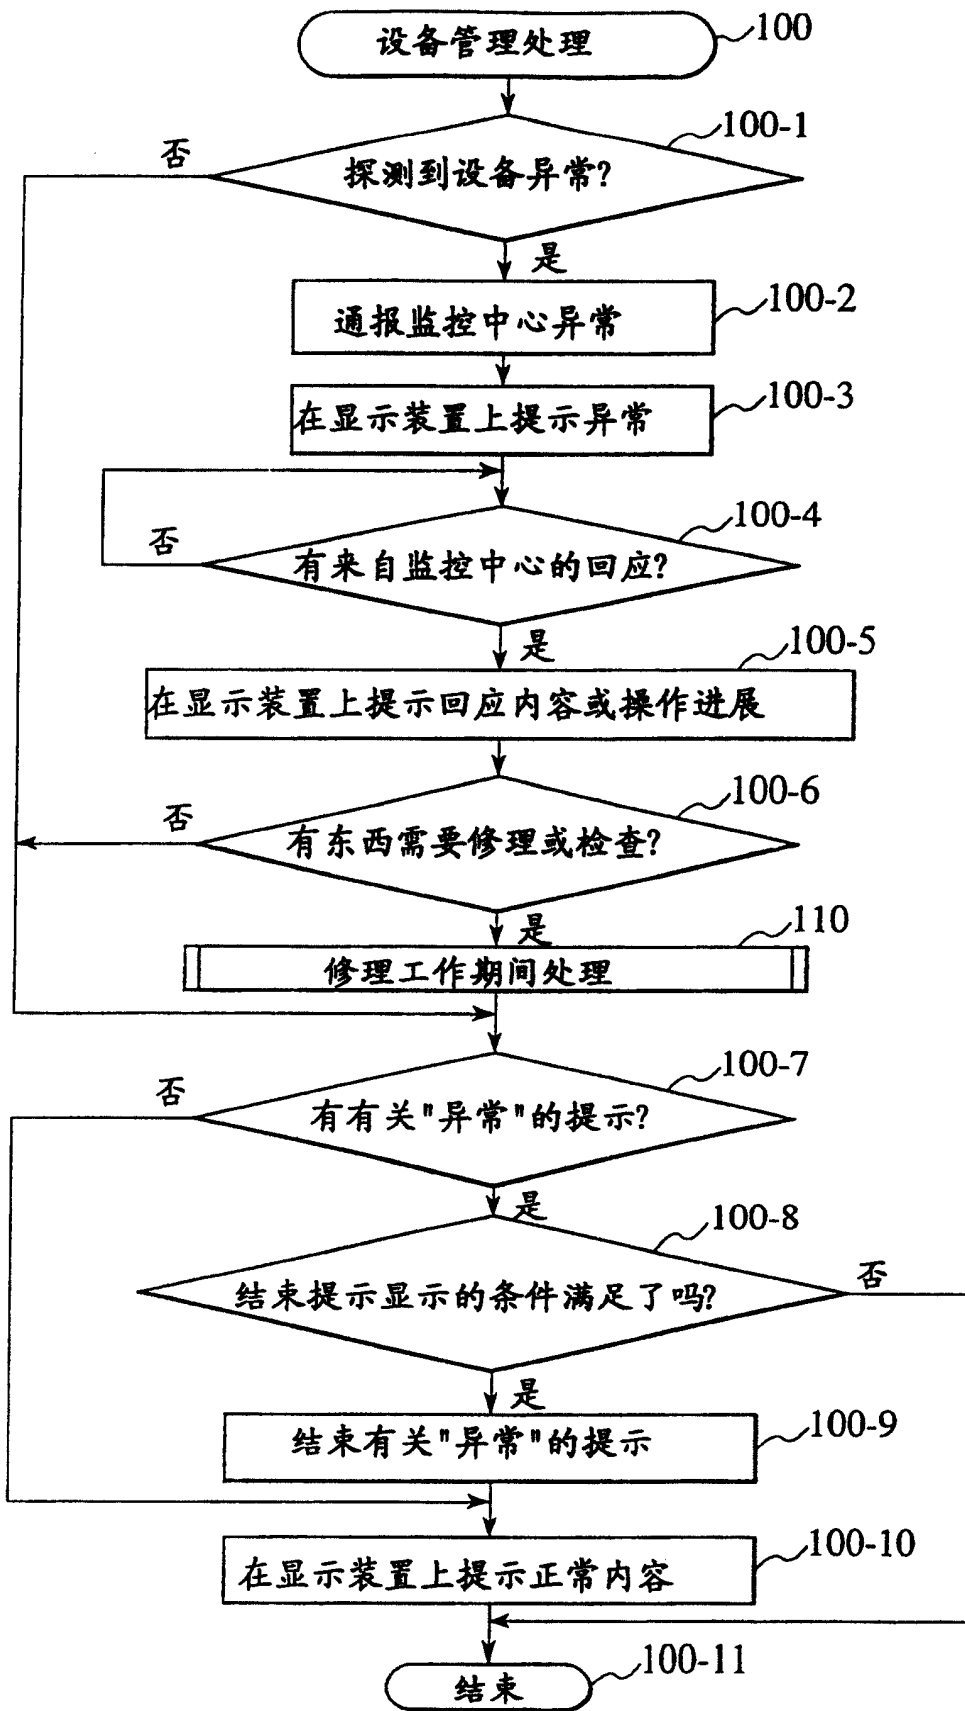 设备管理处理
100
100-1
否
探测到设备异常?
是
100-2
通报监控中心异常
100-3
在显示装置上提示异常
100-4
否
有来自监控中心的回应?
是
100-5
在显示装置上提示回应内容或操作进展
100-6
否
有东西需要修理或检查?
是
110
修理工作期间处理
100-7
否
有有关"异常"的提示?
是
100-8
否
结束提示显示的条件满足了吗?
是
100-9
结束有关"异常"的提示
100-10
在显示装置上提示正常内容
100-11
结束